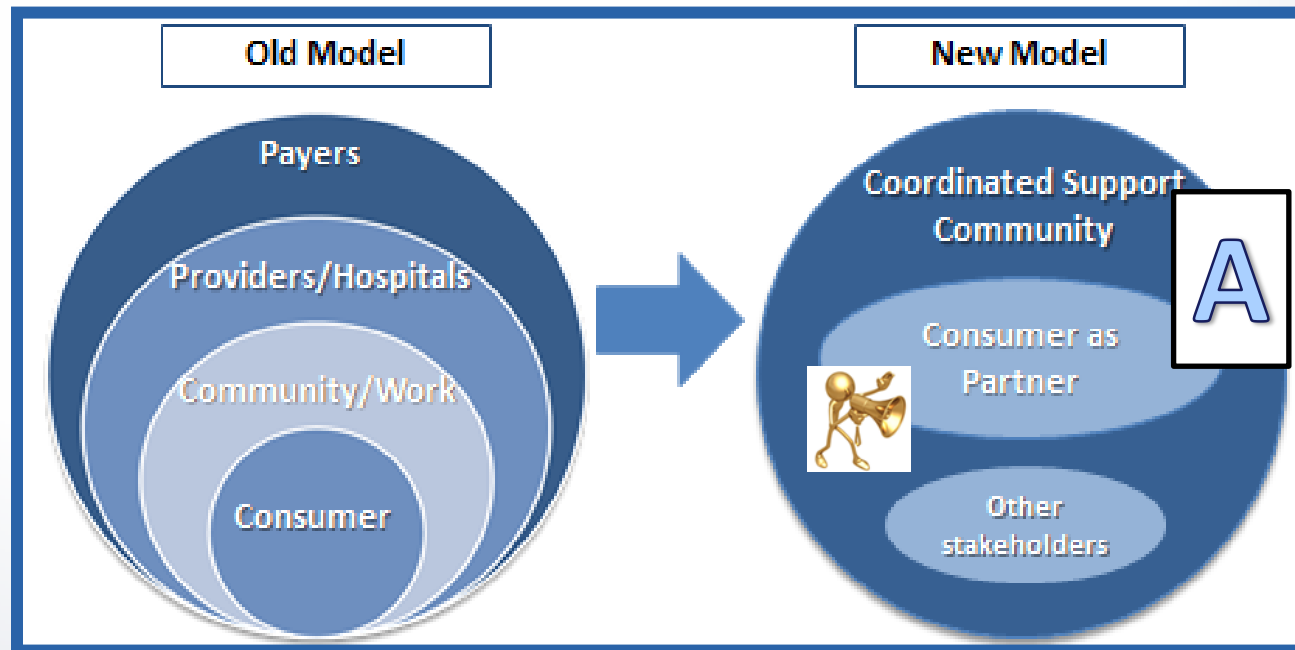 Old Model
New Model
Payers
Providers/Hospitals
Community/Work
Consumer
Coordinated Support
Community
A
Consumer as
Partner
Other
stakeholders